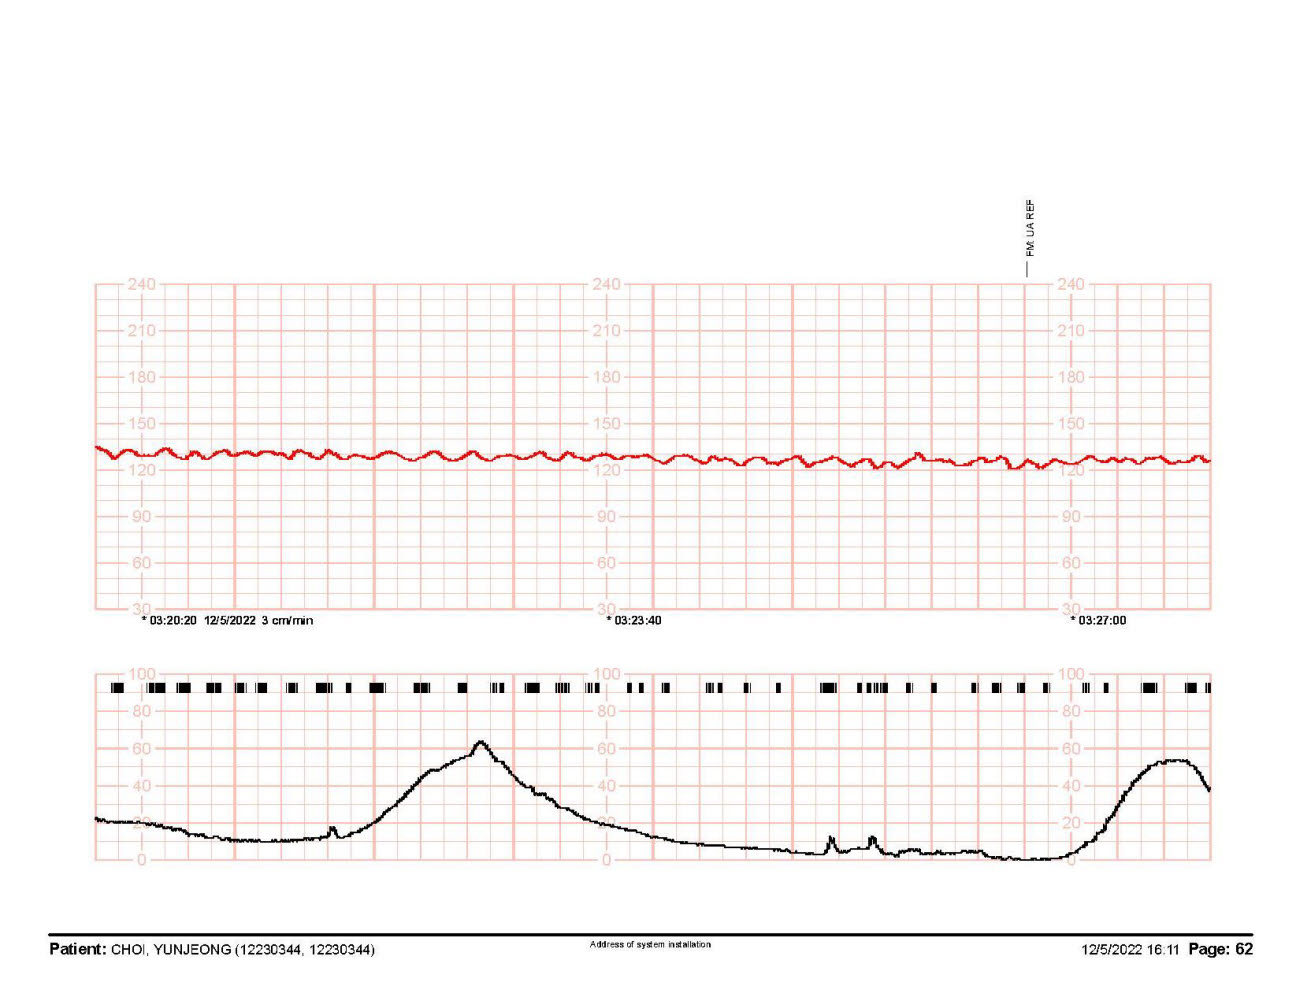 FM: UA REF
240 240 240
210 210 210
180 180 180
150 150 150
120 120 120
90 90 90
60 60 60
30 30 30
* 03:20:20 12/5/2022 3 cm/min * 03:23:40 * 03:27:00
100 100 100
80 80 80
60 60 60
40 40 40
20 20 20
0 0 0
Patient: CHOI, YUNJEONG (12230344, 12230344) Address of system installation 12/5/2022 16:11 Page: 62